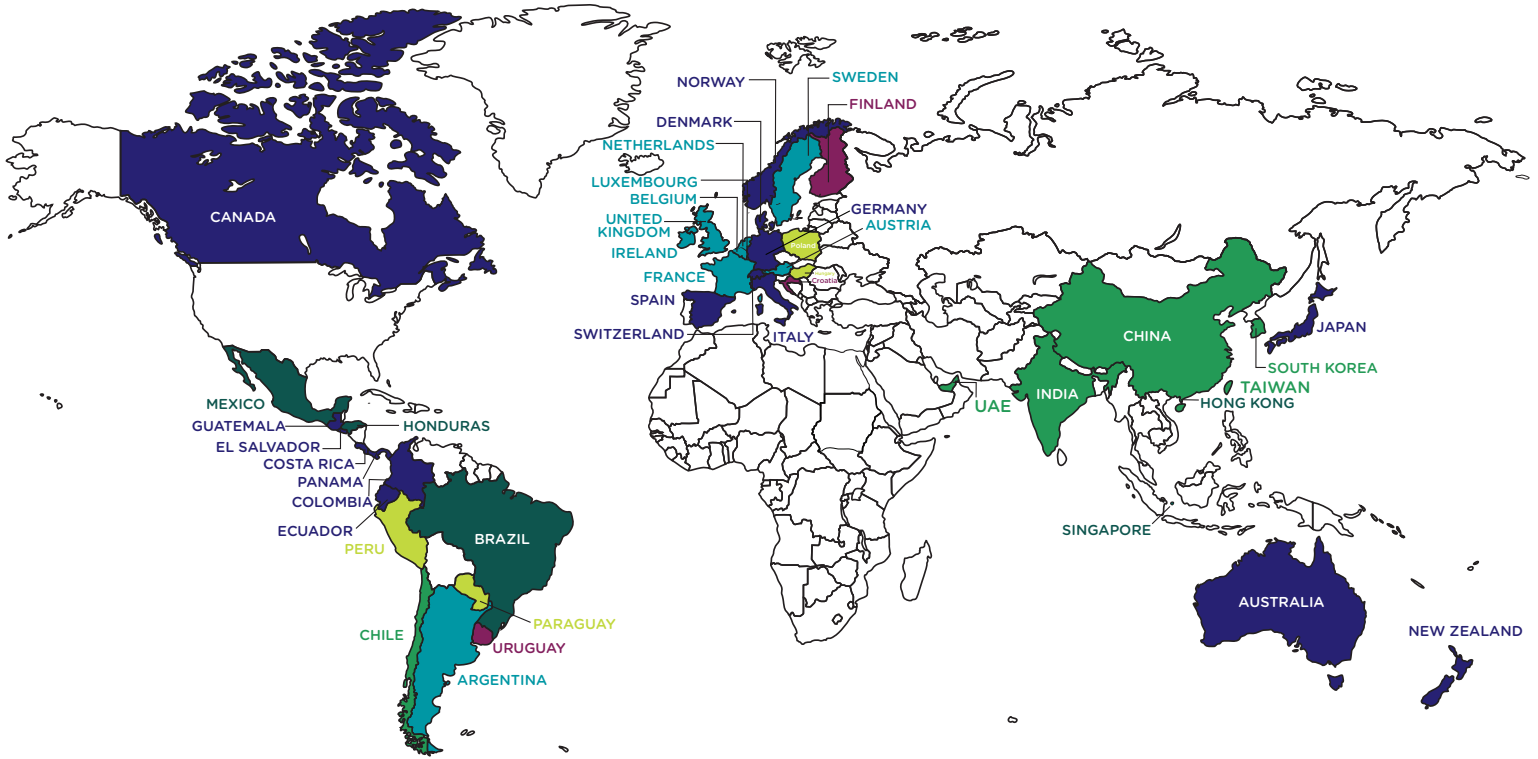 NORWAY
SWEDEN
FINLAND
DENMARK
NETHERLANDS
LUXEMBOURG
BELGIUM
UNITED
KINGDOM
IRELAND
FRANCE
SPAIN
SWITZERLAND
ITALY
GERMANY
AUSTRIA
Poland
Croatia
CANADA
MEXICO
GUATEMALA
HONDURAS
EL SALVADOR
COSTA RICA
PANAMA
COLOMBIA
ECUADOR
PERU
BRAZIL
CHILE
PARAGUAY
URUGUAY
ARGENTINA
CHINA
JAPAN
SOUTH KOREA
TAIWAN
HONG KONG
INDIA
UAE
SINGAPORE
AUSTRALIA
NEW ZEALAND